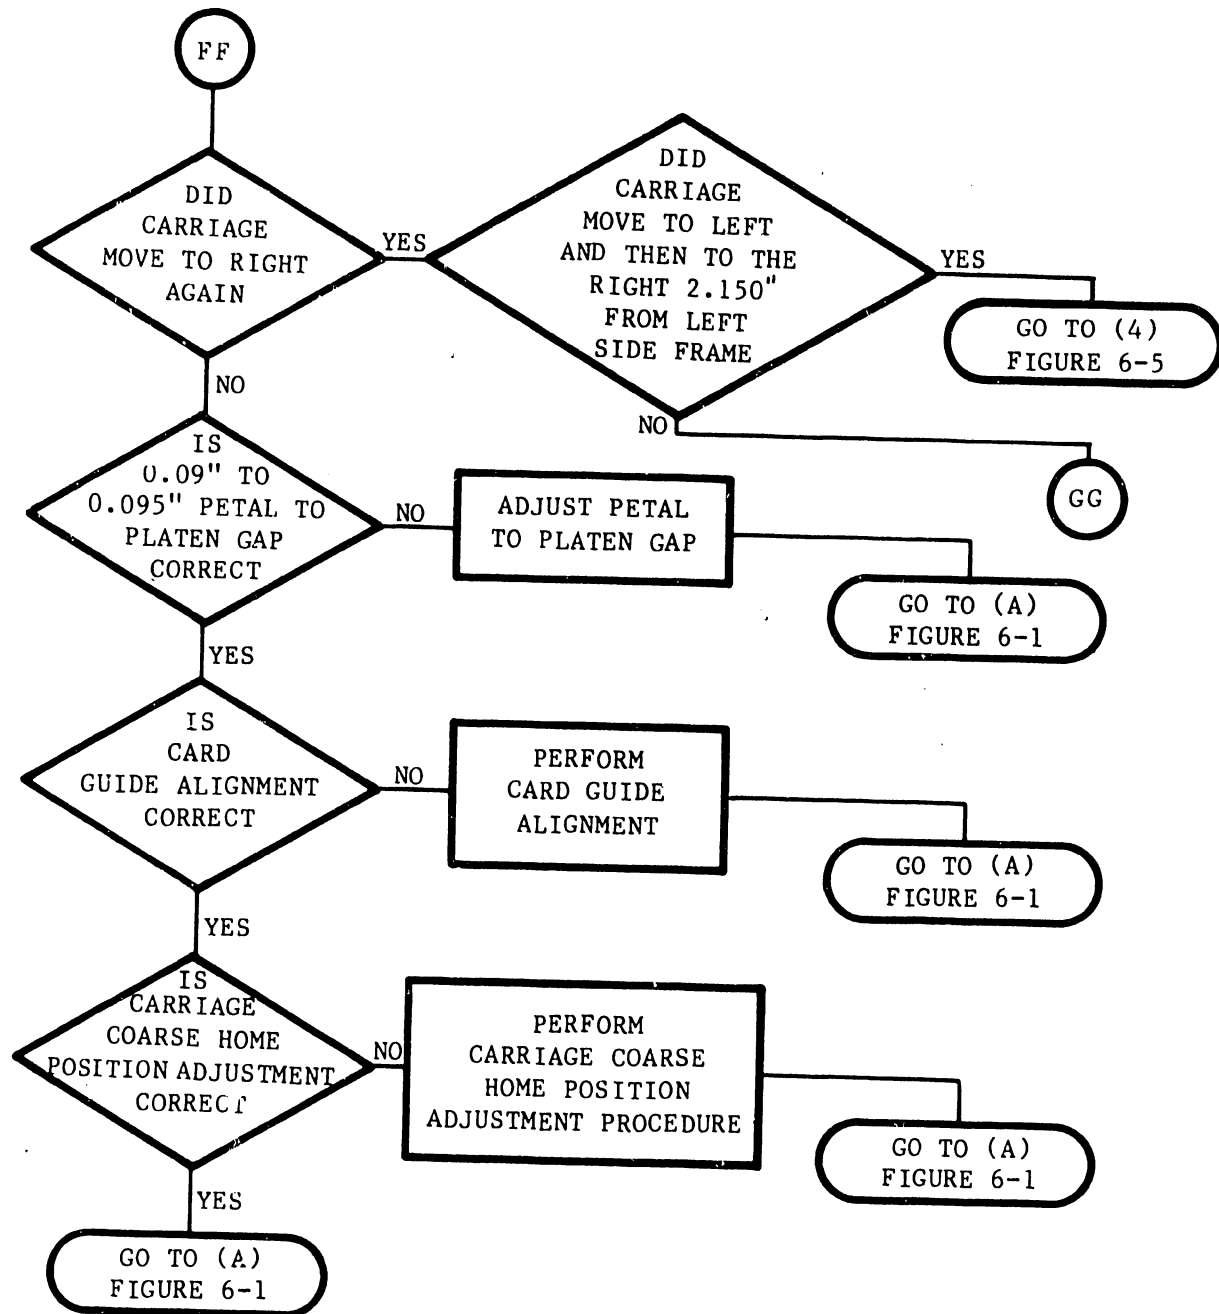 FF
DID
CARRIAGE
MOVE TO RIGHT
AGAIN
YES
DID
CARRIAGE
MOVE TO LEFT
AND THEN TO THE
RIGHT 2.150"
FROM LEFT
SIDE FRAME
YES
GO TO (4)
FIGURE 6-5
NO
GG
NO
IS
0.09" TO
0.095" PETAL TO
PLATEN GAP
CORRECT
NO
ADJUST PETAL
TO PLATEN GAP
GO TO (A)
FIGURE 6-1
YES
IS
CARD
GUIDE ALIGNMENT
CORRECT
NO
PERFORM
CARD GUIDE
ALIGNMENT
GO TO (A)
FIGURE 6-1
YES
IS
CARRIAGE
COARSE HOME
POSITION ADJUSTMENT
CORRECT
NO
PERFORM
CARRIAGE COARSE
HOME POSITION
ADJUSTMENT PROCEDURE
GO TO (A)
FIGURE 6-1
YES
GO TO (A)
FIGURE 6-1